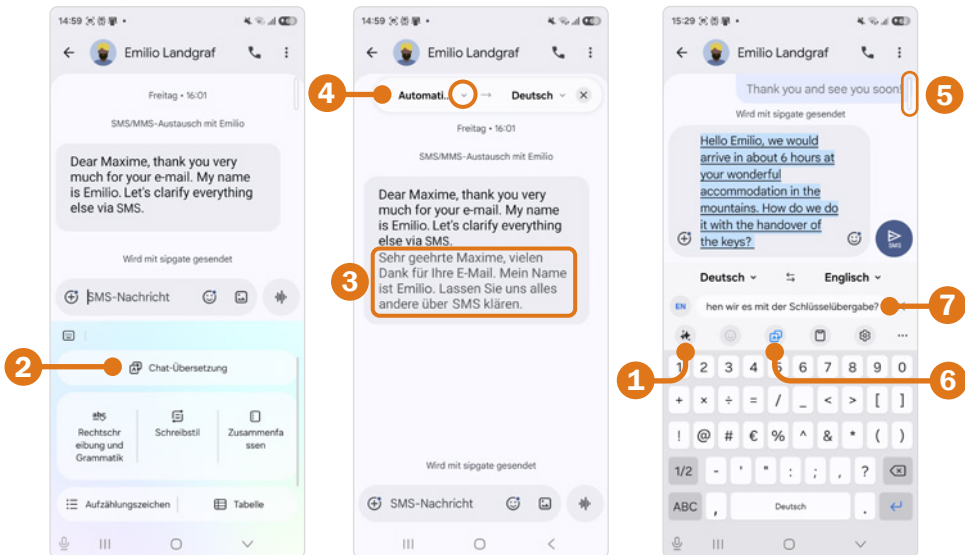 14:59
Emilio Landgraf
Freitag • 16:01
SMS/MMS-Austausch mit Emilio
Dear Maxime, thank you very
much for your e-mail. My name
is Emilio. Let's clarify everything
else via SMS.
Wird mit sipgate gesendet
SMS-Nachricht
2
Chat-Übersetzung
abc
Rechtschr
eibung und
Grammatik
Schreibstil
Zusammenfa
ssen
Aufzählungszeichen
Tabelle
14:59
Emilio Landgraf
4
Automati...
→
Deutsch
Freitag • 16:01
SMS/MMS-Austausch mit Emilio
Dear Maxime, thank you very
much for your e-mail. My name
is Emilio. Let's clarify everything
else via SMS.
3
Sehr geehrte Maxime, vielen
Dank für Ihre E-Mail. Mein Name
ist Emilio. Lassen Sie uns alles
andere über SMS klären.
Wird mit sipgate gesendet
SMS-Nachricht
15:29
Emilio Landgraf
Thank you and see you soon!
5
Wird mit sipgate gesendet
Hello Emilio, we would
arrive in about 6 hours at
your wonderful
accommodation in the
mountains. How do we do
it with the handover of
the keys?
SMS
Deutsch
Englisch
EN
hen wir es mit der Schlüsselübergabe?
7
1
6
1 2 3 4 5 6 7 8 9 0
+ × ÷ = / _ < > [ ]
! @ # € % ^ & * ( )
1/2 - ' " : ; , ?
ABC , Deutsch .